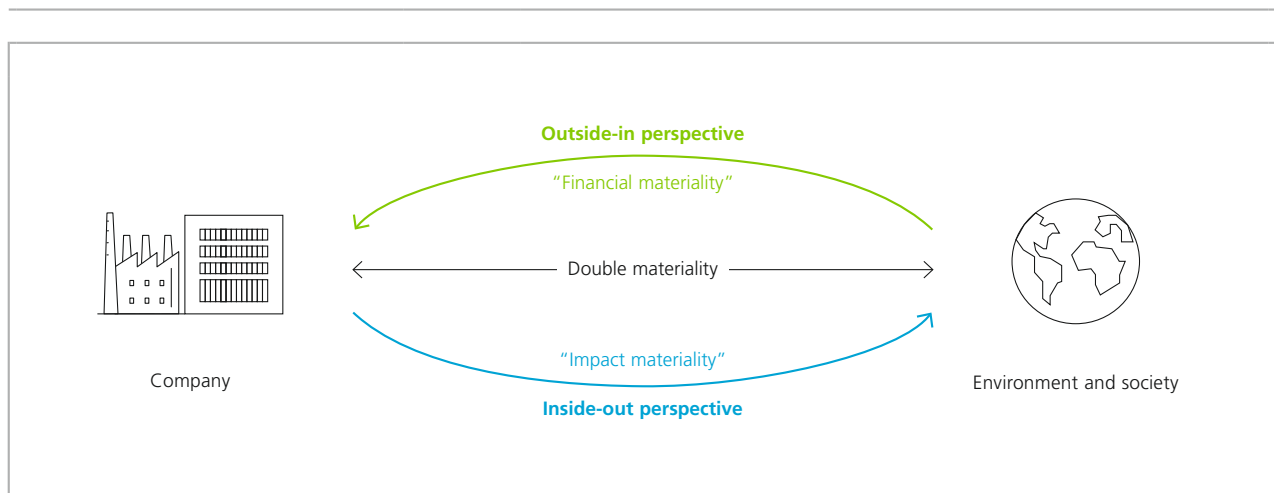 Outside-in perspective
“Financial materiality”
Double materiality
“Impact materiality”
Company
Environment and society
Inside-out perspective